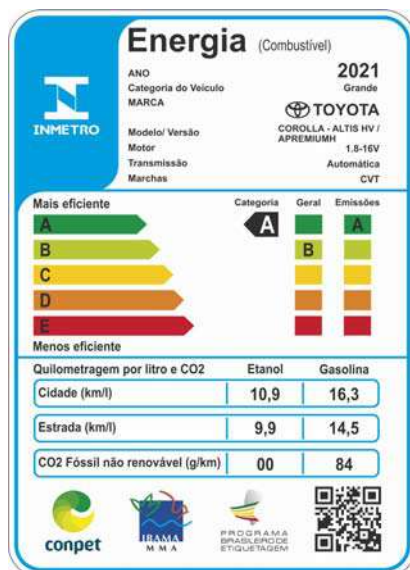 Energia (Combustível)
ANO 2021
Categoria do Veículo Grande
MARCA TOYOTA
Modelo/ Versão COROLLA - ALTIS HV / APREMIUMH
Motor 1.8-16V
Transmissão Automática
Marchas CVT
INMETRO
Mais eficiente Categoria Geral Emissões
A A A
B B
C
D
E
Menos eficiente
Quilometragem por litro e CO2 Etanol Gasolina
Cidade (km/l) 10,9 16,3
Estrada (km/l) 9,9 14,5
CO2 Fóssil não renovável (g/km) 00 84
conpet
IBAMA
M M A
PROGRAMA
BRASILEIRO DE
ETIQUETAGEM